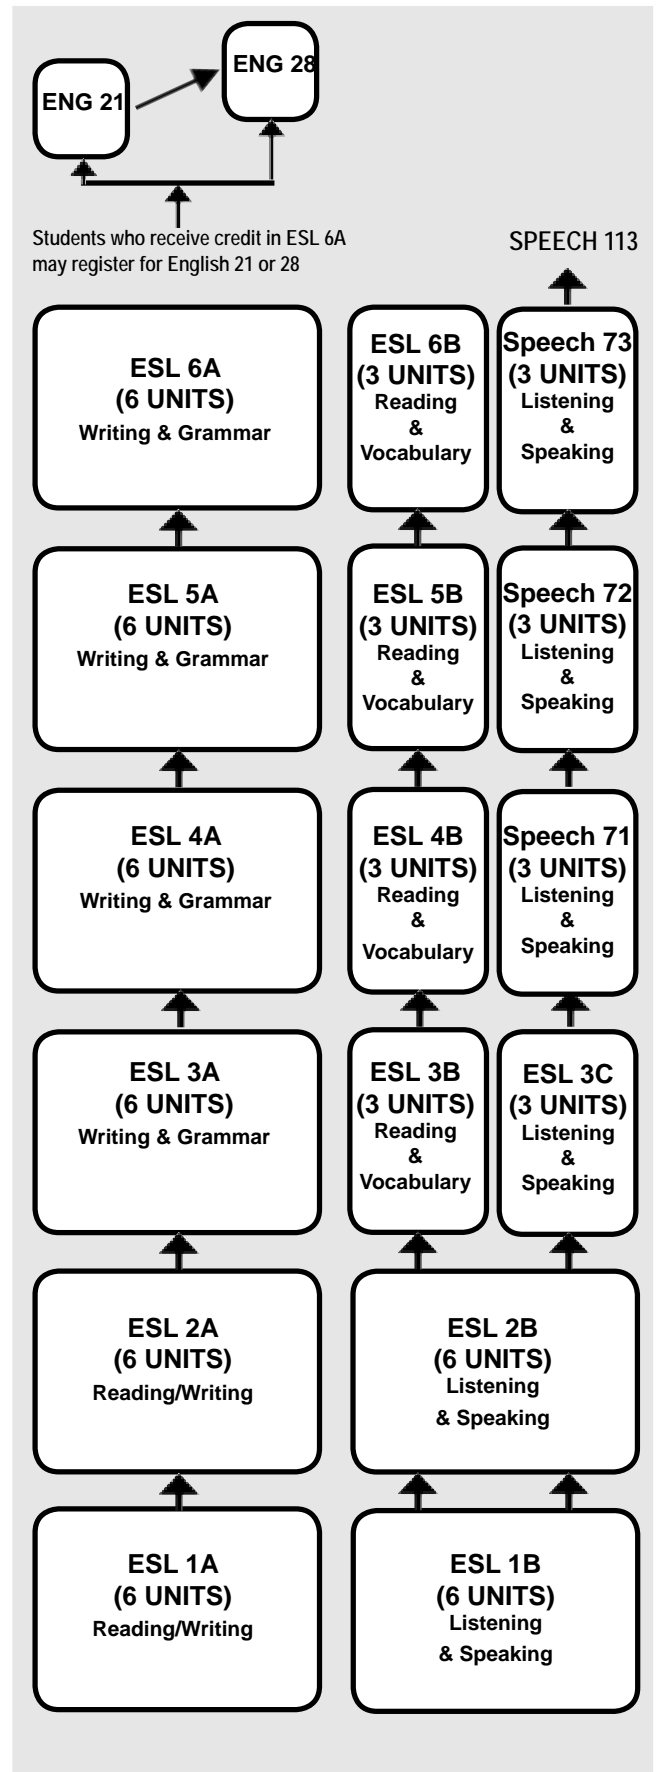 ENG 28
ENG 21
Students who receive credit in ESL 6A
may register for English 21 or 28
SPEECH 113
ESL 6A
(6 UNITS)
Writing & Grammar
ESL 6B
(3 UNITS)
Reading
&
Vocabulary
Speech 73
(3 UNITS)
Listening
&
Speaking
ESL 5A
(6 UNITS)
Writing & Grammar
ESL 5B
(3 UNITS)
Reading
&
Vocabulary
Speech 72
(3 UNITS)
Listening
&
Speaking
ESL 4A
(6 UNITS)
Writing & Grammar
ESL 4B
(3 UNITS)
Reading
&
Vocabulary
Speech 71
(3 UNITS)
Listening
&
Speaking
ESL 3A
(6 UNITS)
Writing & Grammar
ESL 3B
(3 UNITS)
Reading
&
Vocabulary
ESL 3C
(3 UNITS)
Listening
&
Speaking
ESL 2A
(6 UNITS)
Reading/Writing
ESL 2B
(6 UNITS)
Listening
& Speaking
ESL 1A
(6 UNITS)
Reading/Writing
ESL 1B
(6 UNITS)
Listening
& Speaking